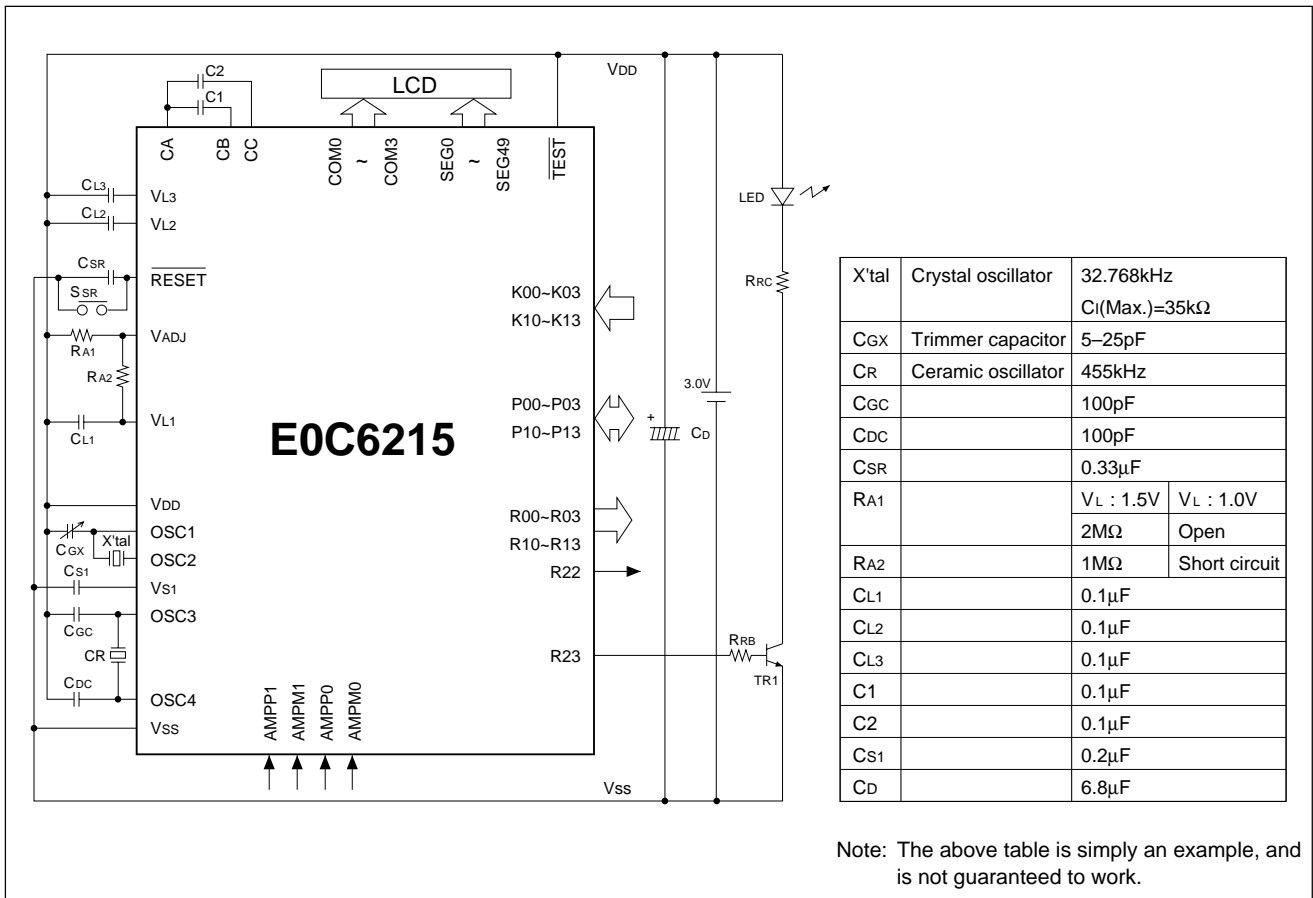 VDD
C2
C1
LCD
CA
CB
CC
COM0
~
COM3
SEG0
~
SEG49
TEST
CL3
VL3
CL2
VL2
CSR
RESET
SSR
VADJ
RA1
RA2
VL1
CL1
E0C6215
VDD
OSC1
CGX
X'tal
OSC2
CS1
VS1
OSC3
CGC
CR
CDC
OSC4
VSS
AMPP1
AMPM1
AMPP0
AMPM0
K00~K03
K10~K13
P00~P03
P10~P13
R00~R03
R10~R13
R22
R23
LED
RRC
3.0V
+
CD
RRB
TR1
Vss
X'tal Crystal oscillator 32.768kHz
CI(Max.)=35kΩ
CGX Trimmer capacitor 5–25pF
CR Ceramic oscillator 455kHz
CGC 100pF
CDC 100pF
CSR 0.33µF
RA1 VL : 1.5V VL : 1.0V
2MΩ Open
RA2 1MΩ Short circuit
CL1 0.1µF
CL2 0.1µF
CL3 0.1µF
C1 0.1µF
C2 0.1µF
CS1 0.2µF
CD 6.8µF
Note: The above table is simply an example, and
is not guaranteed to work.